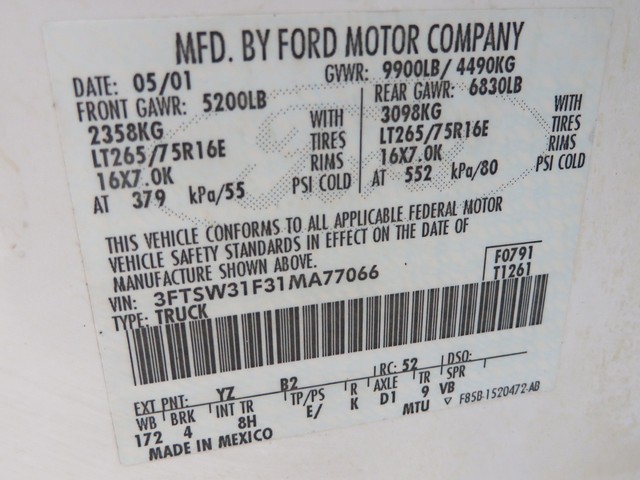 MFD. BY FORD MOTOR COMPANY
DATE: 05/01 GVWR: 9900LB/ 4490KG
FRONT GAWR: 5200LB REAR GAWR: 6830LB
2358KG WITH 3098KG WITH
LT265/75R16E TIRES LT265/75R16E TIRES
16X7.0K RIMS 16X7.0K RIMS
AT 379 kPa/55 PSI COLD AT 552 kPa/80 PSI COLD
THIS VEHICLE CONFORMS TO ALL APPLICABLE FEDERAL MOTOR
VEHICLE SAFETY STANDARDS IN EFFECT ON THE DATE OF
MANUFACTURE SHOWN ABOVE.
F0791
T1261
VIN: 3FTSW31F31MA77066
TYPE: TRUCK
EXT PNT: YZ B2 RC: 52 DSO:
WB BRK INT TR TP/PS R AXLE TR SPR
172 4 8H E/ K D1 9 VB
MTU F85B-1520472-AB
MADE IN MEXICO